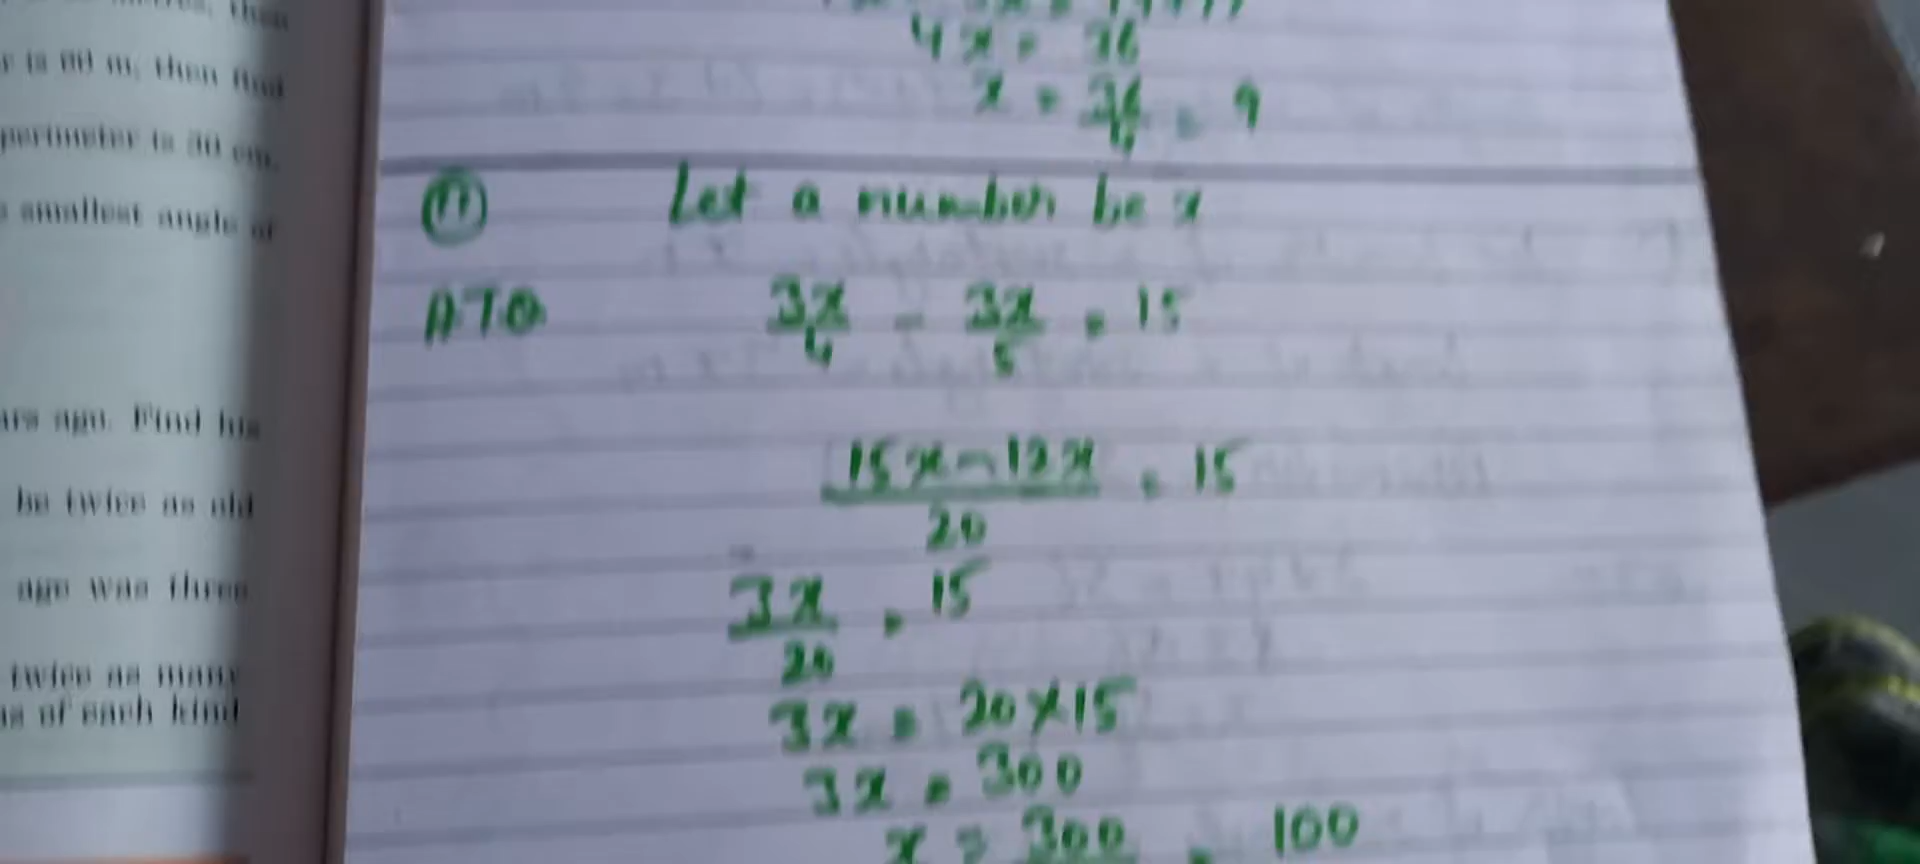 r is 60 m, then find
perimeter is 30 cm.
smallest angle of
ago. Find his
be twice as old
age was three
twice as many
of each kind
4x = 36
x = 36/4 = 9
11 Let a number be x
ATQ 3x/4 - 3x/5 = 15
15x-12x/20 = 15
3x/20 = 15
3x = 20×15
3x = 300
x = 300 = 100